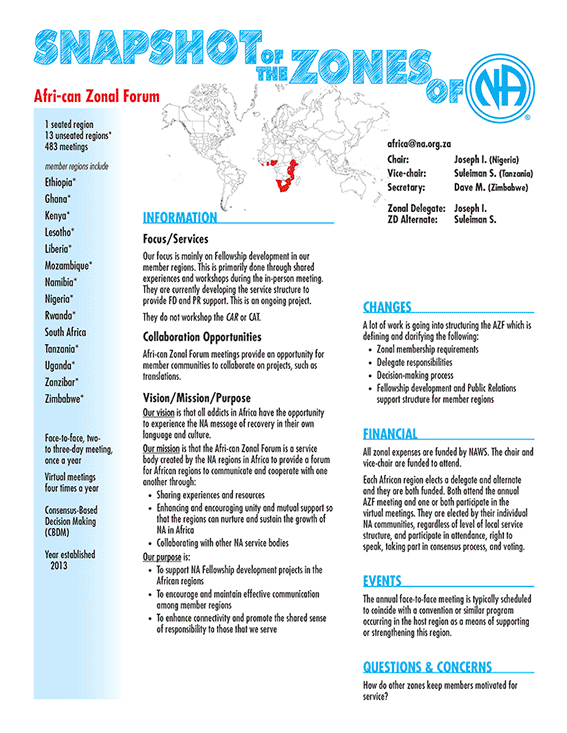 SNAPSHOT OF THE ZONES OF NA
®
Afri-can Zonal Forum
1 seated region
13 unseated regions*
483 meetings
member regions include
Ethiopia*
Ghana*
Kenya*
Lesotho*
Liberia*
Mozambique*
Namibia*
Nigeria*
Rwanda*
South Africa
Tanzania*
Uganda*
Zanzibar*
Zimbabwe*
Face-to-face, two-
to three-day meeting,
once a year
Virtual meetings
four times a year
Consensus-Based
Decision Making
(CBDM)
Year established
2013
africa@na.org.za
Chair: Joseph I. (Nigeria)
Vice-chair: Suleiman S. (Tanzania)
Secretary: Dave M. (Zimbabwe)
Zonal Delegate: Joseph I.
ZD Alternate: Suleiman S.
INFORMATION
Focus/Services
Our focus is mainly on Fellowship development in our
member regions. This is primarily done through shared
experiences and workshops during the in-person meeting.
They are currently developing the service structure to
provide FD and PR support. This is an ongoing project.
They do not workshop the CAR or CAT.
Collaboration Opportunities
Afri-can Zonal Forum meetings provide an opportunity for
member communities to collaborate on projects, such as
translations.
Vision/Mission/Purpose
Our vision is that all addicts in Africa have the opportunity
to experience the NA message of recovery in their own
language and culture.
Our mission is that the Afri-can Zonal Forum is a service
body created by the NA regions in Africa to provide a forum
for African regions to communicate and cooperate with one
another through:
• Sharing experiences and resources
• Enhancing and encouraging unity and mutual support so
that the regions can nurture and sustain the growth of
NA in Africa
• Collaborating with other NA service bodies
Our purpose is:
• To support NA Fellowship development projects in the
African regions
• To encourage and maintain effective communication
among member regions
• To enhance connectivity and promote the shared sense
of responsibility to those that we serve
CHANGES
A lot of work is going into structuring the AZF which is
defining and clarifying the following:
• Zonal membership requirements
• Delegate responsibilities
• Decision-making process
• Fellowship development and Public Relations
support structure for member regions
FINANCIAL
All zonal expenses are funded by NAWS. The chair and
vice-chair are funded to attend.
Each African region elects a delegate and alternate
and they are both funded. Both attend the annual
AZF meeting and one or both participate in the
virtual meetings. They are elected by their individual
NA communities, regardless of level of local service
structure, and participate in attendance, right to
speak, taking part in consensus process, and voting.
EVENTS
The annual face-to-face meeting is typically scheduled
to coincide with a convention or similar program
occurring in the host region as a means of supporting
or strengthening this region.
QUESTIONS & CONCERNS
How do other zones keep members motivated for
service?